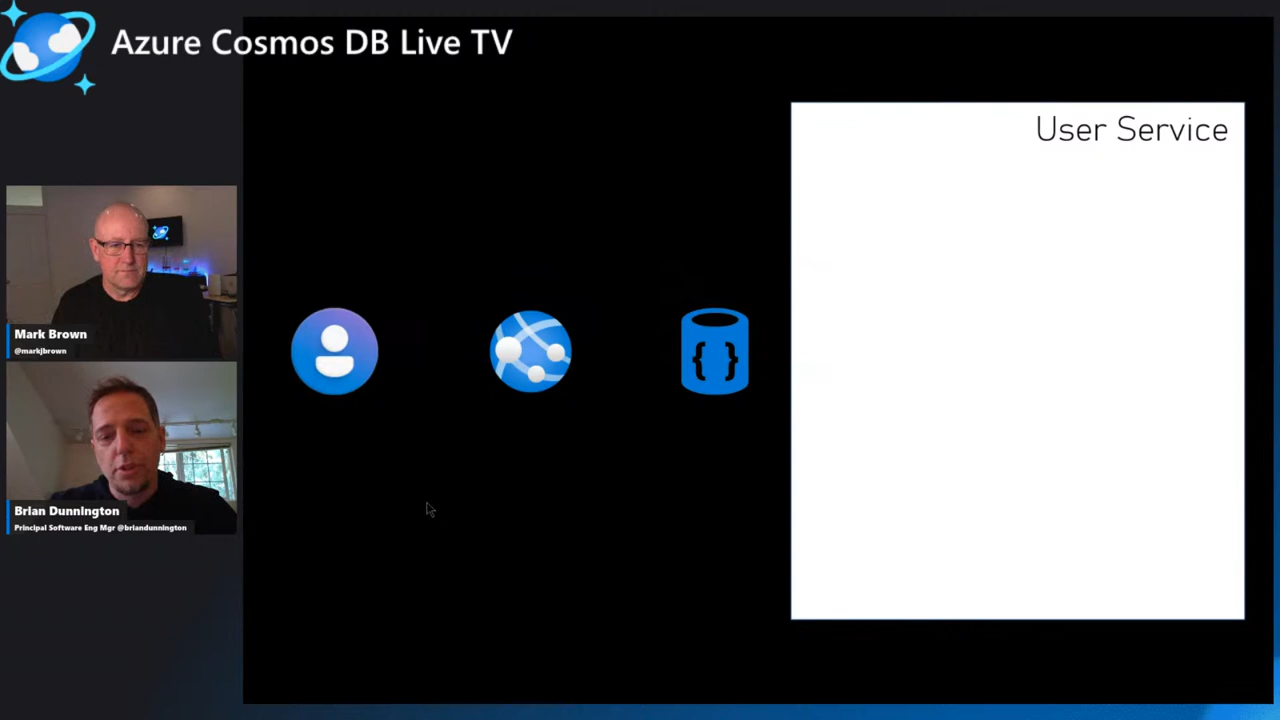 Azure Cosmos DB Live TV
User Service
{ }
Mark Brown
@markjbrown
Brian Dunnington
Principal Software Eng Mgr @briandunnington